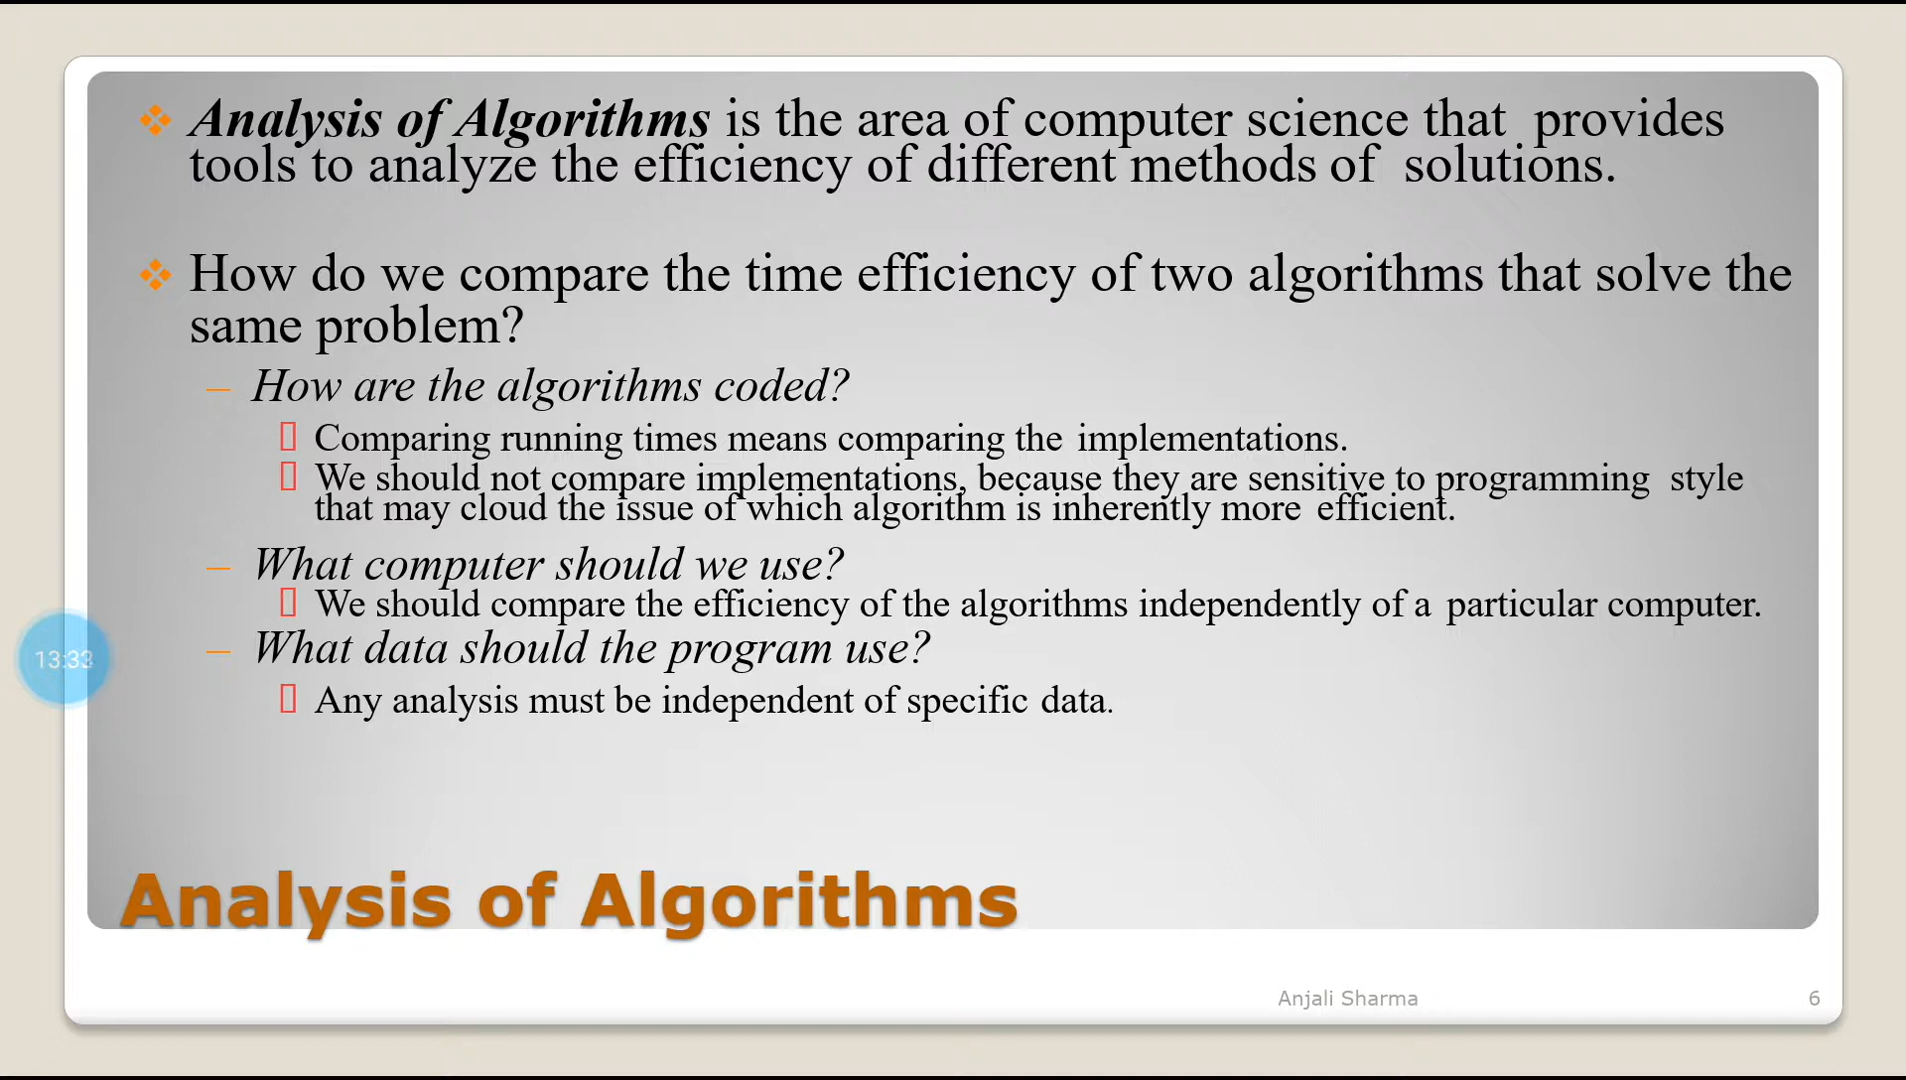 Analysis of Algorithms is the area of computer science that provides
tools to analyze the efficiency of different methods of solutions.
How do we compare the time efficiency of two algorithms that solve the
same problem?
– How are the algorithms coded?
Comparing running times means comparing the implementations.
We should not compare implementations, because they are sensitive to programming style
that may cloud the issue of which algorithm is inherently more efficient.
– What computer should we use?
We should compare the efficiency of the algorithms independently of a particular computer.
– What data should the program use?
Any analysis must be independent of specific data.
13:33
Analysis of Algorithms
Anjali Sharma
6